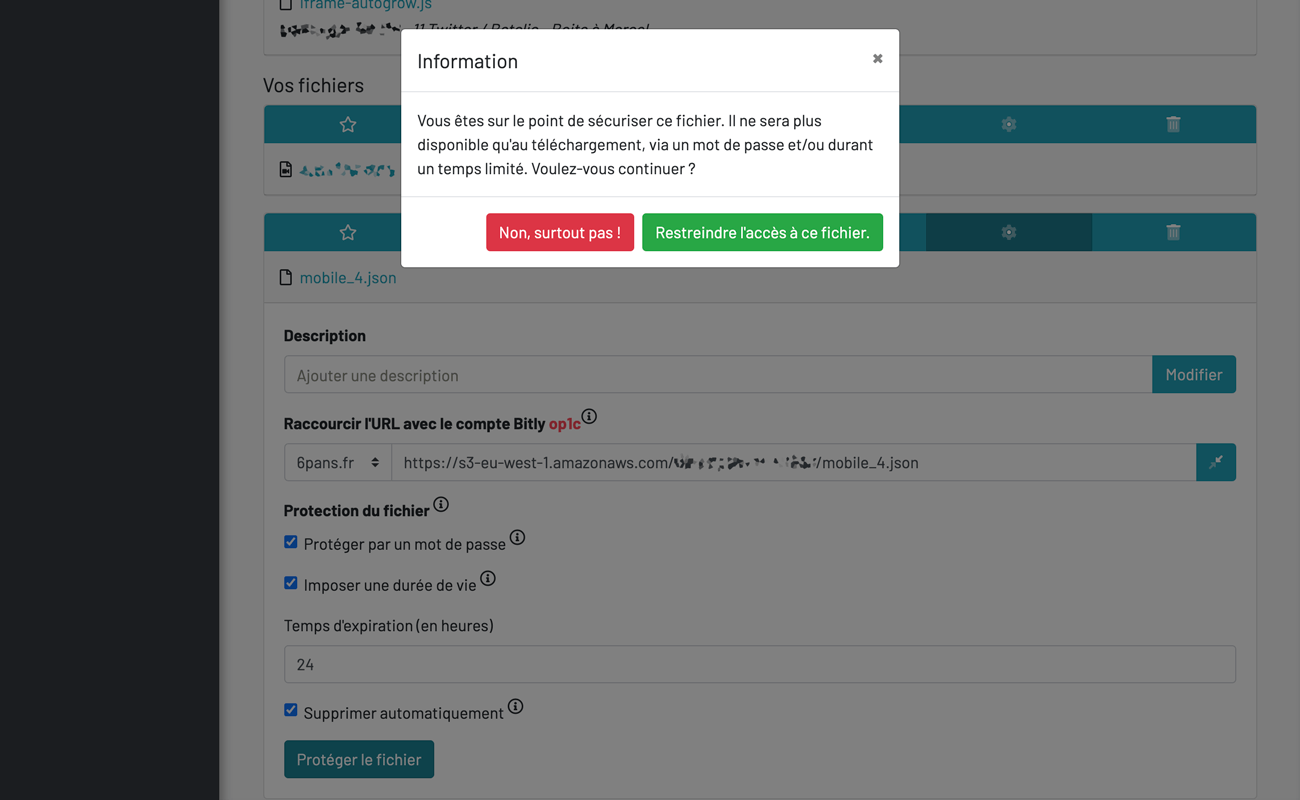 iframe-autogrow.js
11 Twitter / Patelin - Boite à Marcel
Information
Vos fichiers
Vous êtes sur le point de sécuriser ce fichier. Il ne sera plus
disponible qu'au téléchargement, via un mot de passe et/ou durant
un temps limité. Voulez-vous continuer ?
Non, surtout pas !
Restreindre l'accès à ce fichier.
mobile_4.json
Description
Ajouter une description
Modifier
Raccourcir l'URL avec le compte Bitly op1c
6pans.fr
https://s3-eu-west-1.amazonaws.com/ /mobile_4.json
Protection du fichier
Protéger par un mot de passe
Imposer une durée de vie
Temps d'expiration (en heures)
24
Supprimer automatiquement
Protéger le fichier